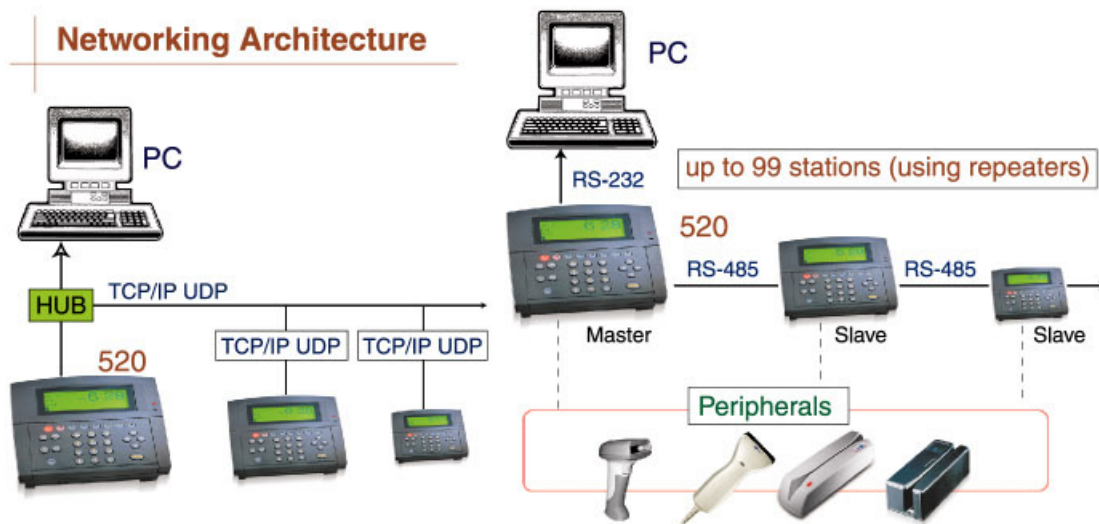 Networking Architecture
PC
HUB
TCP/IP UDP
520
TCP/IP UDP
TCP/IP UDP
PC
RS-232
up to 99 stations (using repeaters)
520
RS-485
RS-485
Master
Slave
Slave
Peripherals